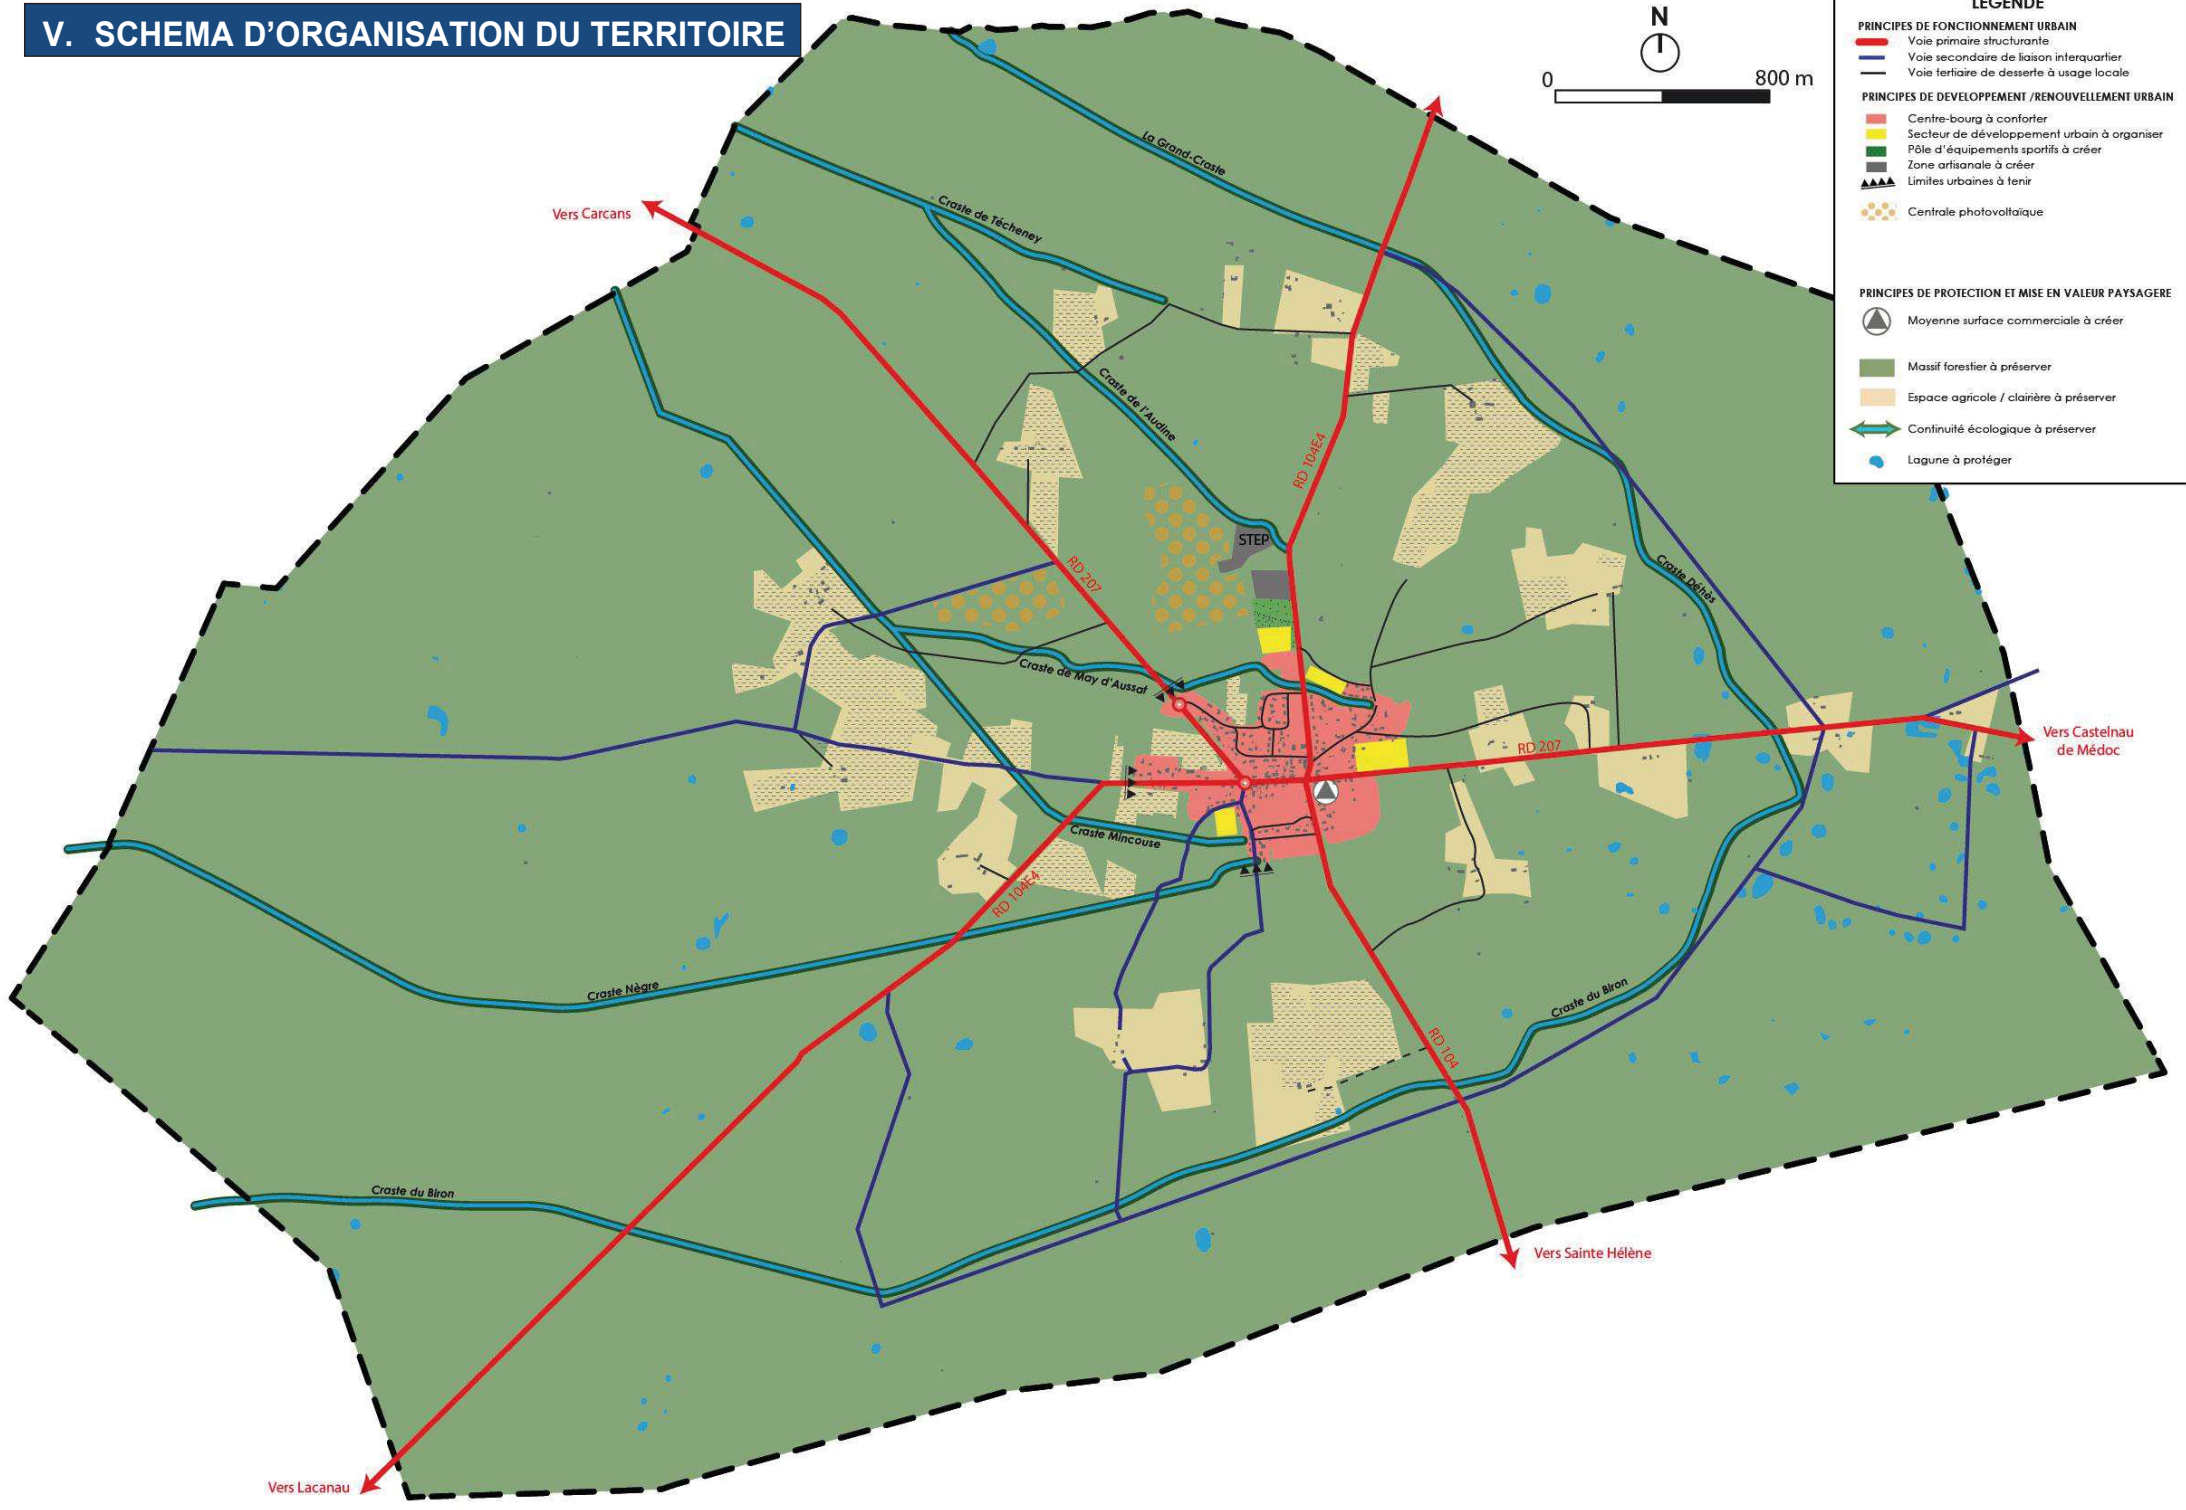 V. SCHEMA D'ORGANISATION DU TERRITOIRE
N
0 800 m
LEGENDE
PRINCIPES DE FONCTIONNEMENT URBAIN
Voie primaire structurante
Voie secondaire de liaison interquartier
Voie tertiaire de desserte à usage locale
PRINCIPES DE DEVELOPPEMENT /RENOUVELLEMENT URBAIN
Centre-bourg à conforter
Secteur de développement urbain à organiser
Pôle d'équipements sportifs à créer
Zone artisanale à créer
Limites urbaines à tenir
Centrale photovoltaïque
PRINCIPES DE PROTECTION ET MISE EN VALEUR PAYSAGERE
Moyenne surface commerciale à créer
Massif forestier à préserver
Espace agricole / clairière à préserver
Continuité écologique à préserver
Lagune à protéger
La Grand-Craste
Vers Carcans
Craste de Técheney
Craste de l'Audine
RD 104E4
STEP
RD 207
Craste Déhès
Craste de May d'Aussat
Vers Castelnau
de Médoc
RD 207
Craste Mincouse
RD 104E4
Craste Nègre
Craste du Biron
RD 104
Craste du Biron
Vers Sainte Hélène
Vers Lacanau